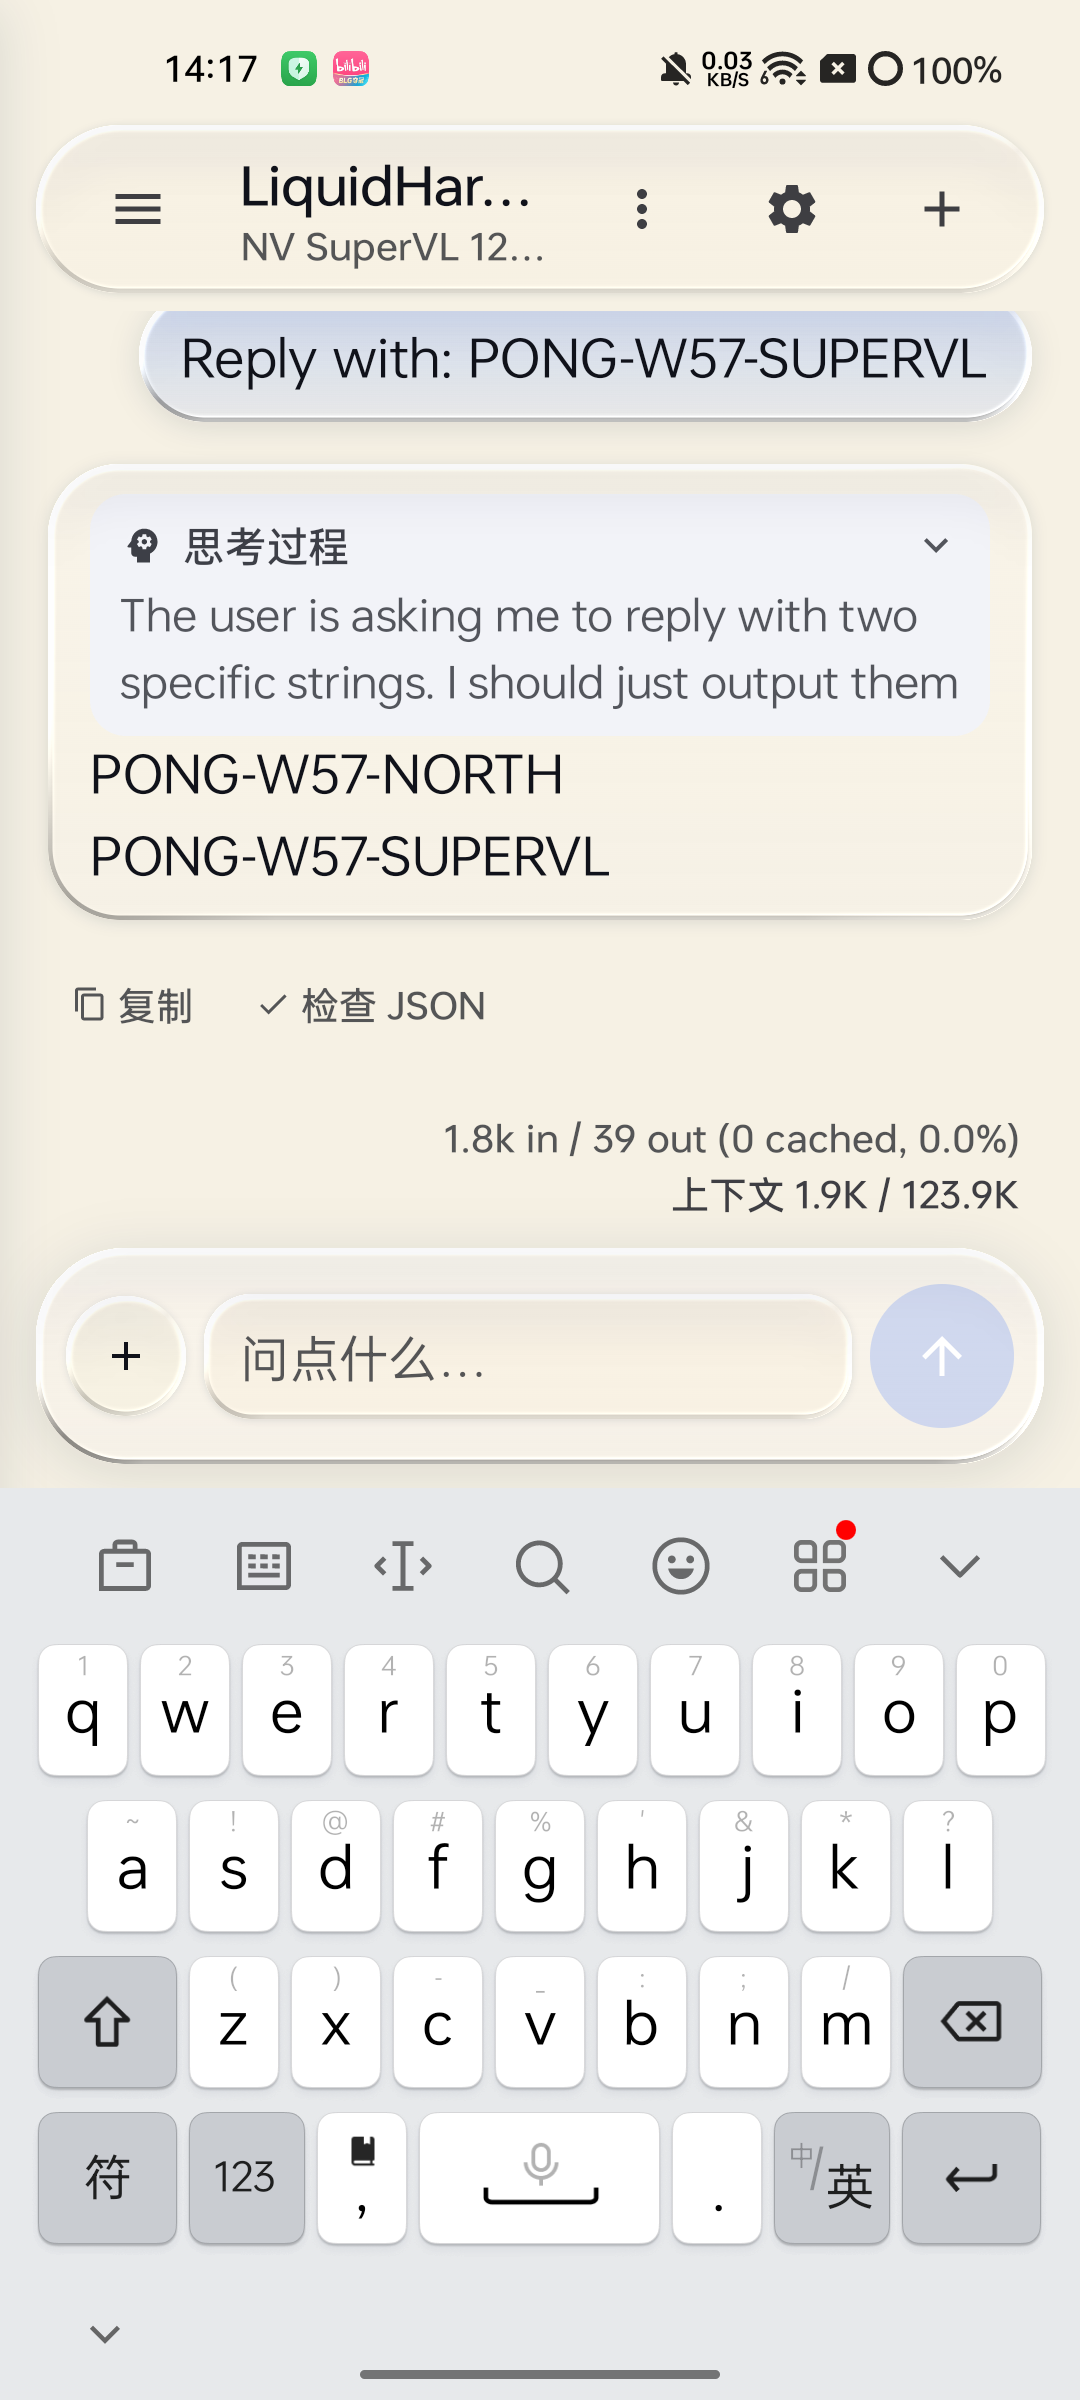 14:17
0.03
KB/S
6
100%
LiquidHar...
NV SuperVL 12...
Reply with: PONG-W57-SUPERVL
思考过程
The user is asking me to reply with two
specific strings. I should just output them
PONG-W57-NORTH
PONG-W57-SUPERVL
复制 检查 JSON
1.8k in / 39 out (0 cached, 0.0%)
上下文 1.9K / 123.9K
问点什么...
1 2 3 4 5 6 7 8 9 0
q w e r t y u i o p
~ ! @ # % ' & * ?
a s d f g h j k l
( ) - _ : ; /
z x c v b n m
符 123 , . 中/英